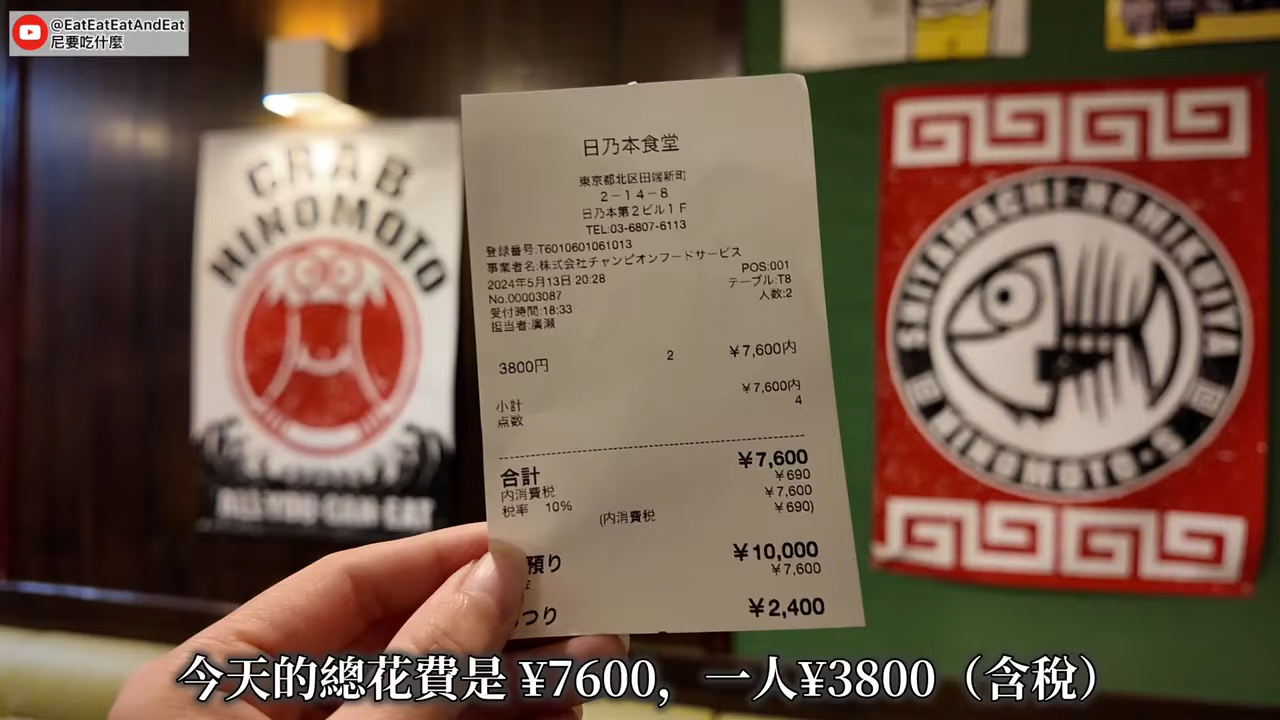 @EatEatEatAndEat
尼要吃什麼
CRAB
HINOMOTO
ALL YOU CAN EAT
日乃本食堂
東京都北区田端新町
2-14-8
日乃本第2ビル1F
TEL:03-6807-6113
登録番号:T6010601061013
事業者名:株式会社チャンピオンフードサービス
2024年5月13日 20:28 POS:001
No.00003087 テーブル:T8
受付時間:18:33 人数:2
担当者:廣瀬
3800円 2 ¥7,600内
小計 ¥7,600内
点数 4
合計 ¥7,600
内消費税 ¥690
税率 10% ¥7,600
(内消費税 ¥690)
預り ¥10,000
¥7,600
つり ¥2,400
SHITAMACHI-NOMIKUIYA
HINOMOTO·S
今天的總花費是 ¥7600, 一人¥3800（含稅）